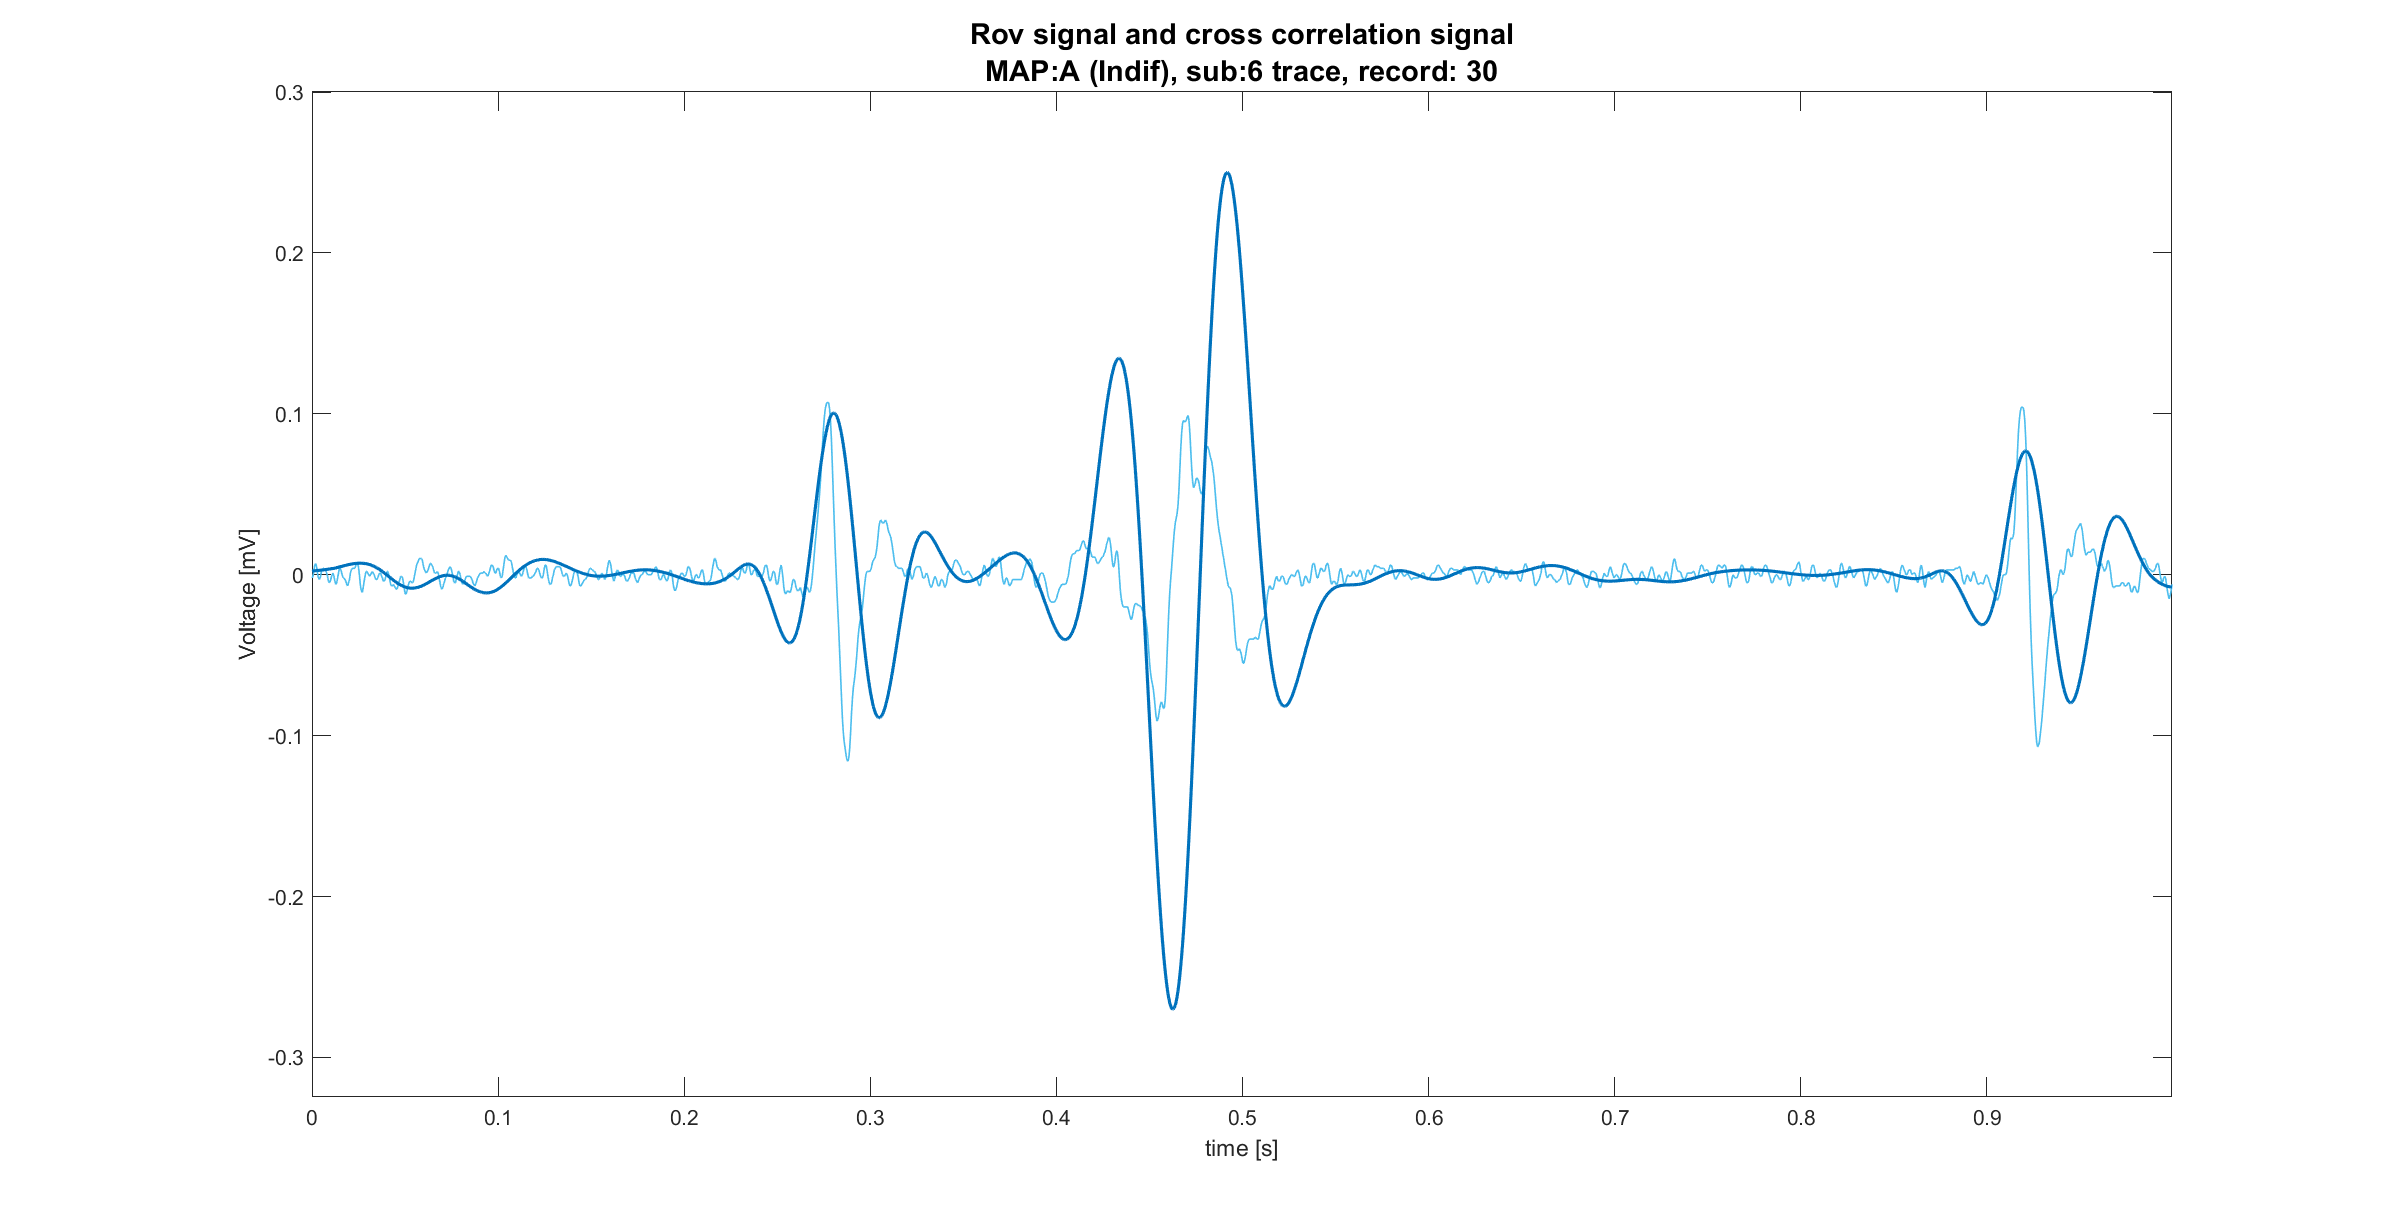 Rov signal and cross correlation signal
MAP:A (Indif), sub:6 trace, record: 30
0.3
0.2
0.1
0
-0.1
-0.2
-0.3
Voltage [mV]
0 0.1 0.2 0.3 0.4 0.5 0.6 0.7 0.8 0.9
time [s]